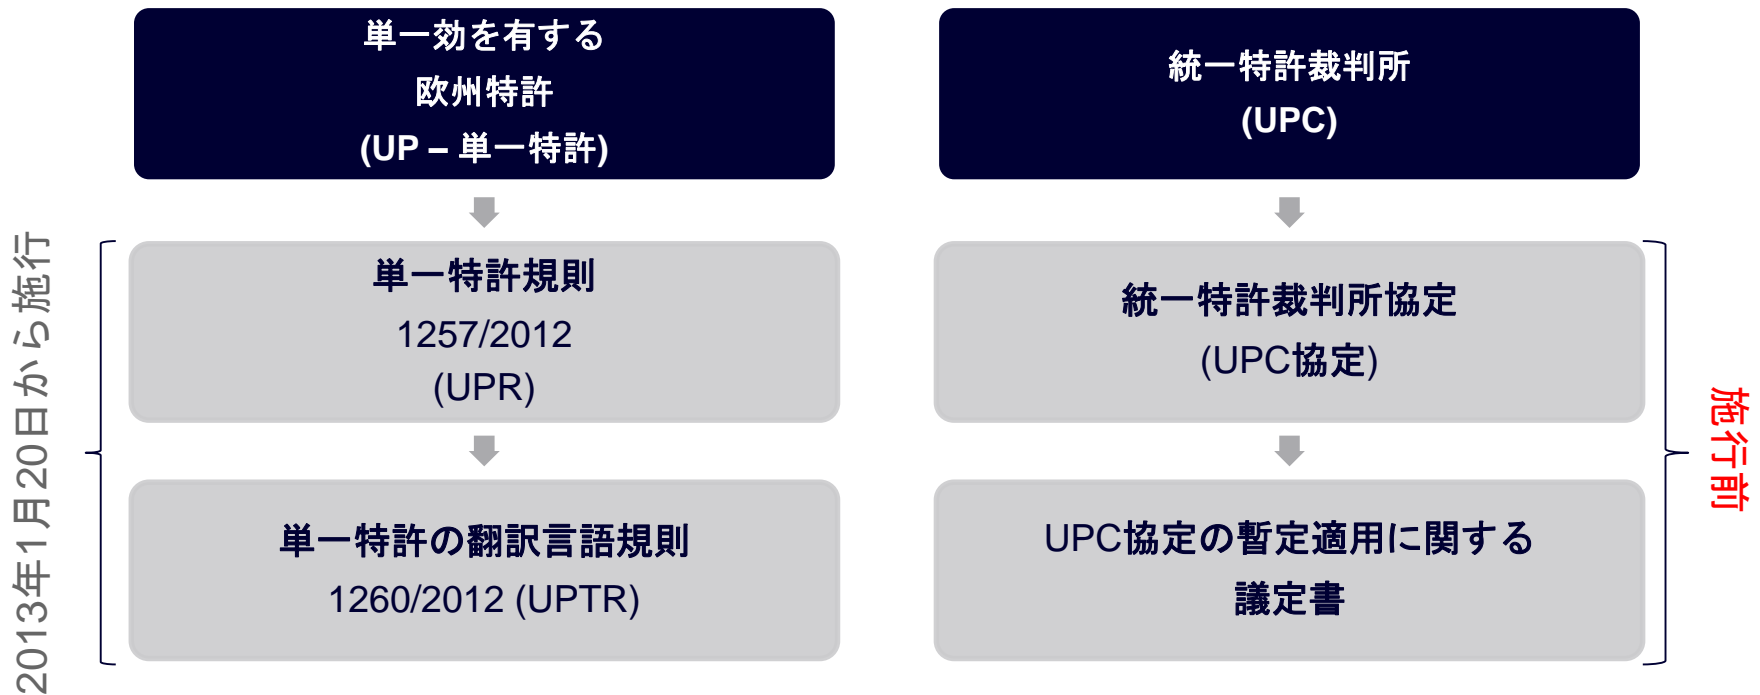 単一効を有する
欧州特許
(UP – 単一特許)
単一特許規則
1257/2012
(UPR)
単一特許の翻訳言語規則
1260/2012 (UPTR)
2013年1月20日から施行
統一特許裁判所
(UPC)
統一特許裁判所協定
(UPC協定)
UPC協定の暫定適用に関する
議定書
施行前